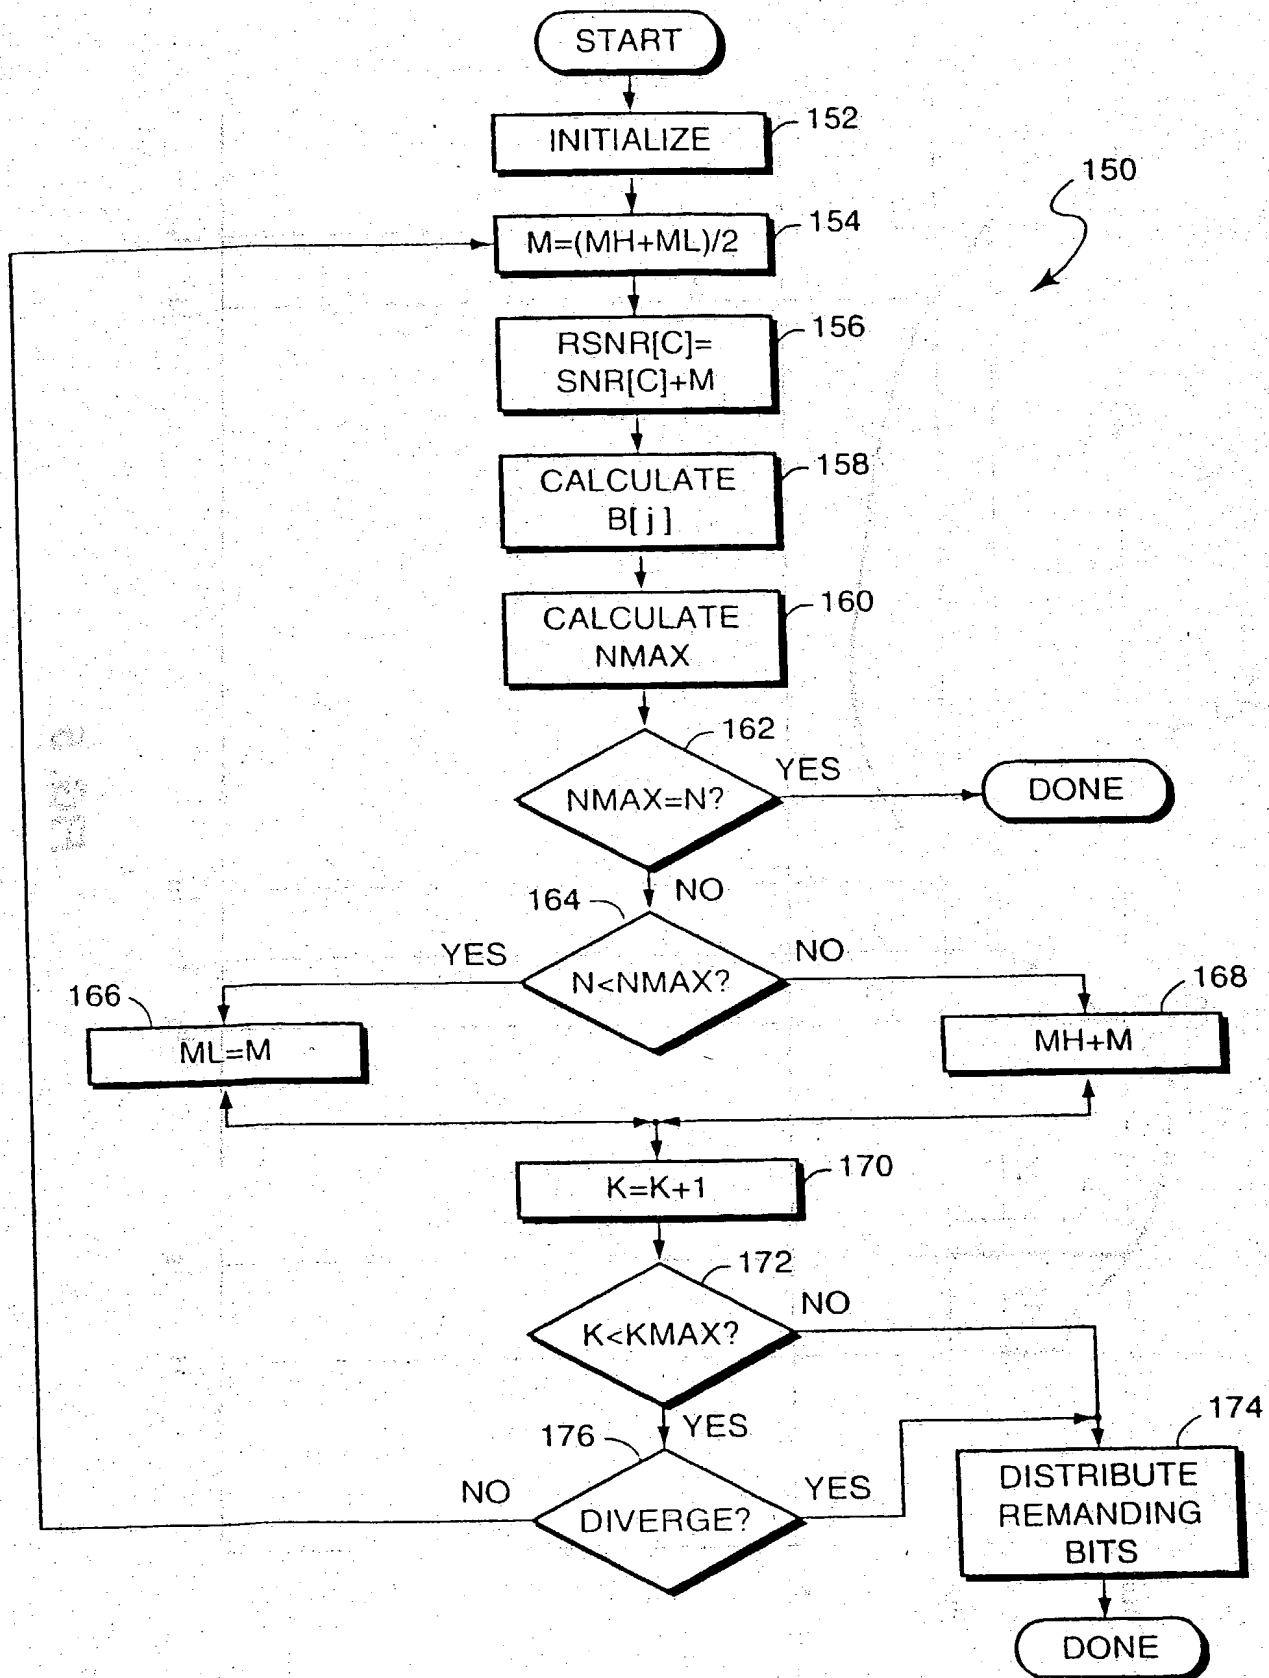 START
INITIALIZE
152
150
M=(MH+ML)/2
154
RSNR[C]=
SNR[C]+M
156
CALCULATE
B[j]
158
CALCULATE
NMAX
160
162
NMAX=N?
YES
DONE
NO
164
N<NMAX?
YES
NO
166
ML=M
168
MH+M
K=K+1
170
172
K<KMAX?
NO
YES
176
DIVERGE?
NO
YES
174
DISTRIBUTE
REMANDING
BITS
DONE